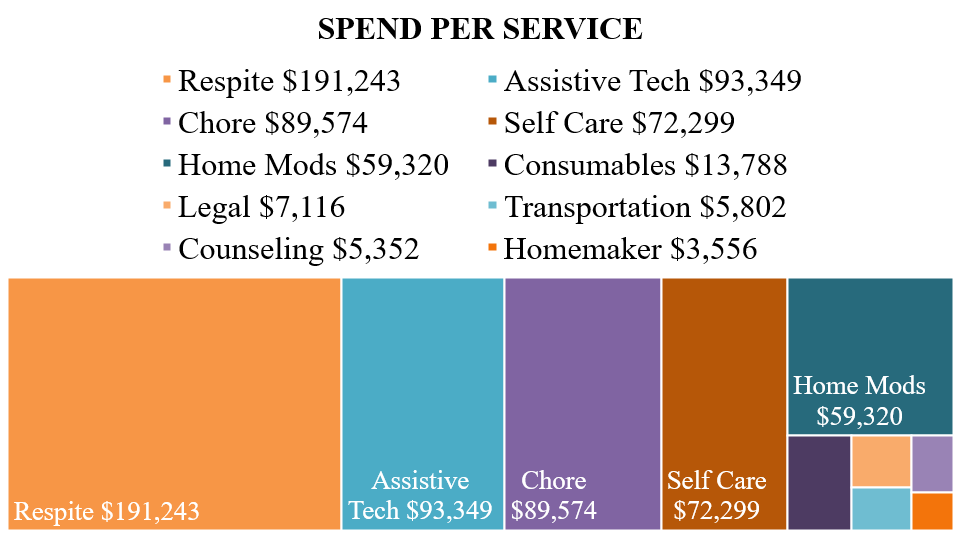 SPEND PER SERVICE
Respite $191,243
Assistive Tech $93,349
Chore $89,574
Self Care $72,299
Home Mods $59,320
Consumables $13,788
Legal $7,116
Transportation $5,802
Counseling $5,352
Homemaker $3,556
Respite $191,243
Assistive
Tech $93,349
Chore
$89,574
Self Care
$72,299
Home Mods
$59,320